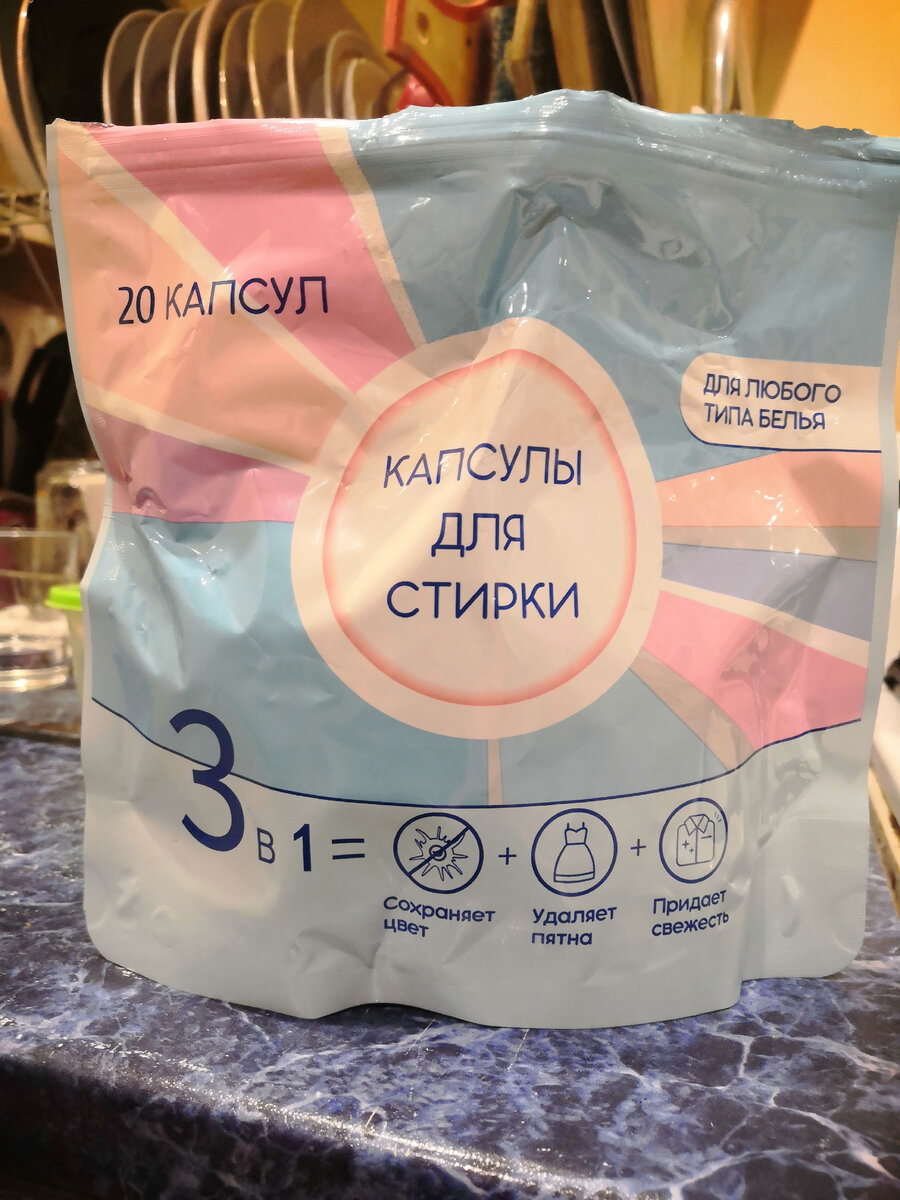 20 КАПСУЛ
ДЛЯ ЛЮБОГО
ТИПА БЕЛЬЯ
КАПСУЛЫ
ДЛЯ
СТИРКИ
3 в 1 = + +
Сохраняет
цвет
Удаляет
пятна
Придает
свежесть